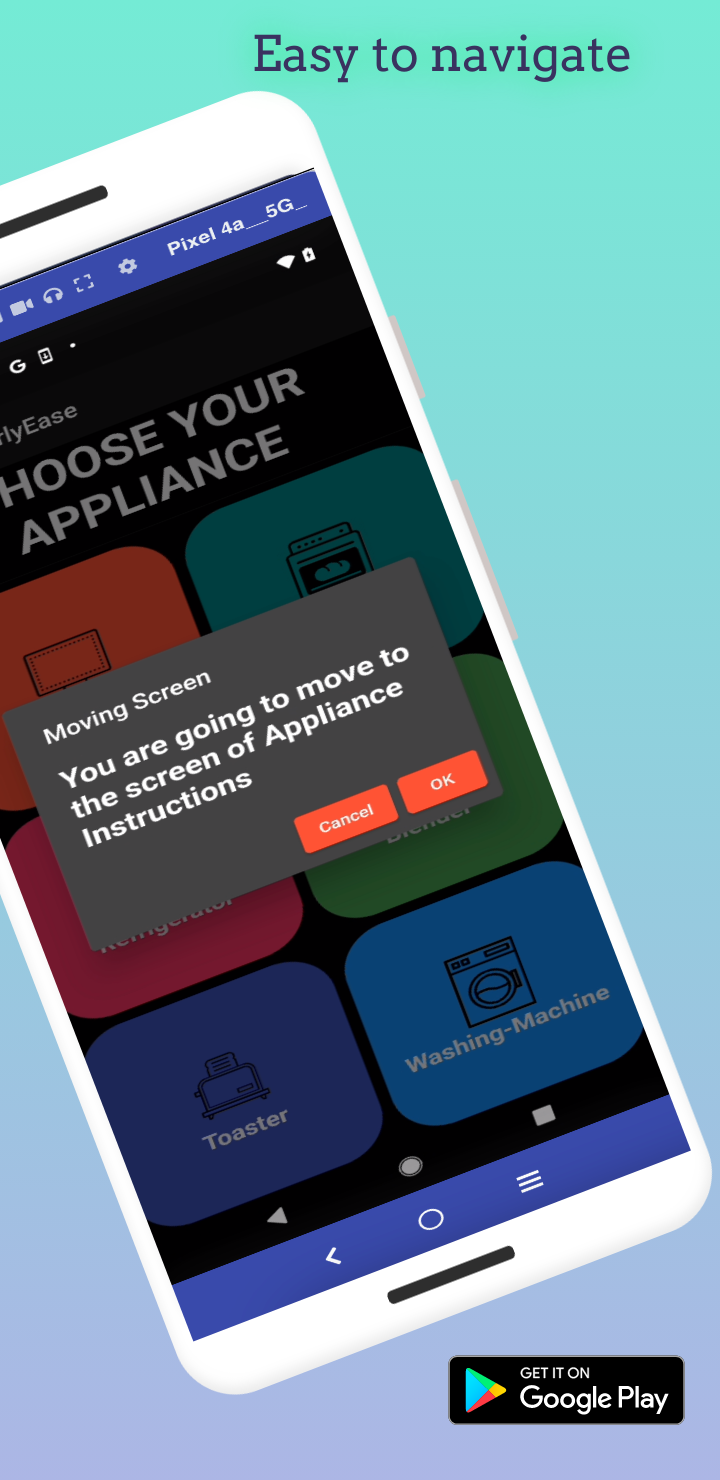 Easy to navigate
Pixel 4a__5G_
rlyEase
HOOSE YOUR
APPLIANCE
Moving Screen
You are going to move to
the screen of Appliance
Instructions
Cancel
OK
Blender
Refrigerator
Washing-Machine
Toaster
GET IT ON
Google Play